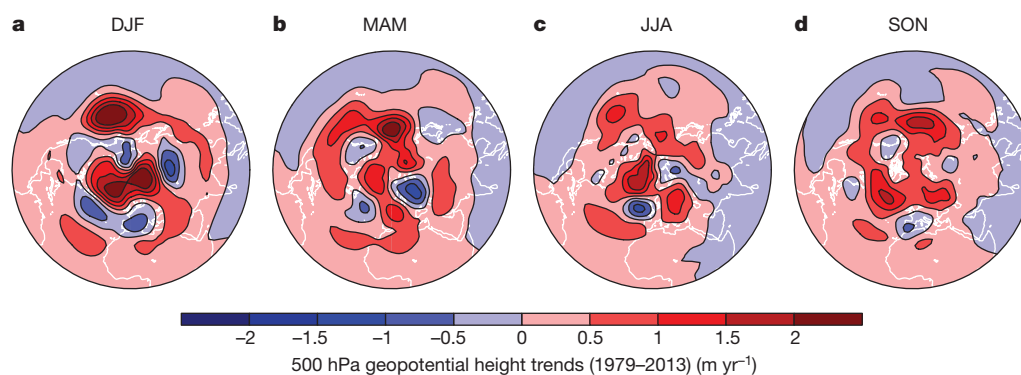 a DJF b MAM c JJA d SON
−2 −1.5 −1 −0.5 0 0.5 1 1.5 2
500 hPa geopotential height trends (1979–2013) (m yr⁻¹)